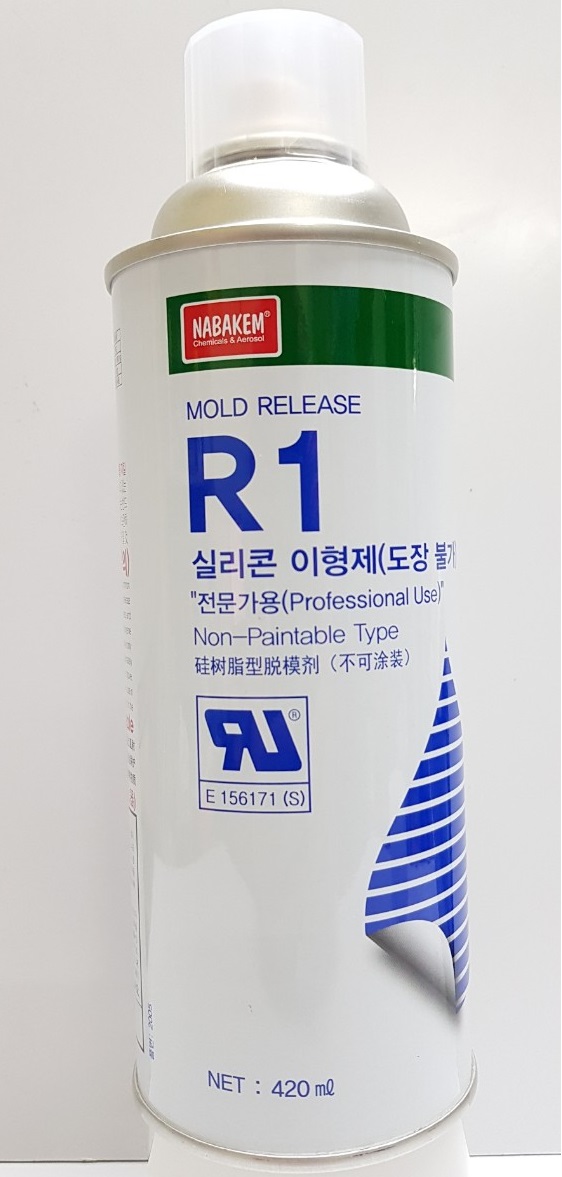 NABAKEM®
Chemicals & Aerosol
MOLD RELEASE
R1
실리콘 이형제(도장 불가
"전문가용(Professional Use)"
Non-Paintable Type
硅树脂型脱模剂（不可涂装）
RU®
E 156171 (S)
NET : 420 ㎖